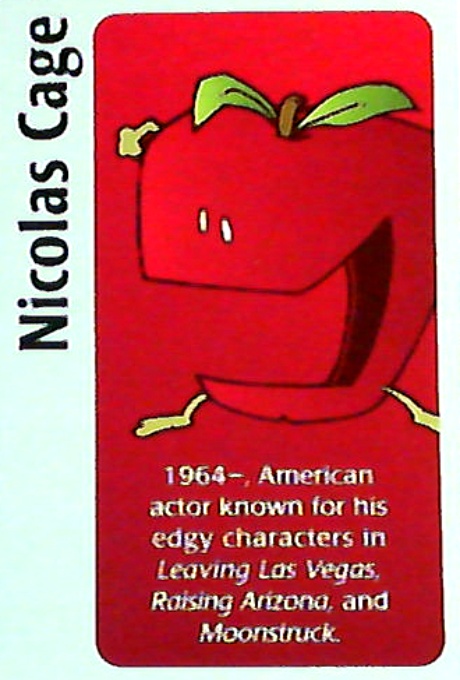 Nicolas Cage
1964–, American
actor known for his
edgy characters in
Leaving Las Vegas,
Raising Arizona, and
Moonstruck.